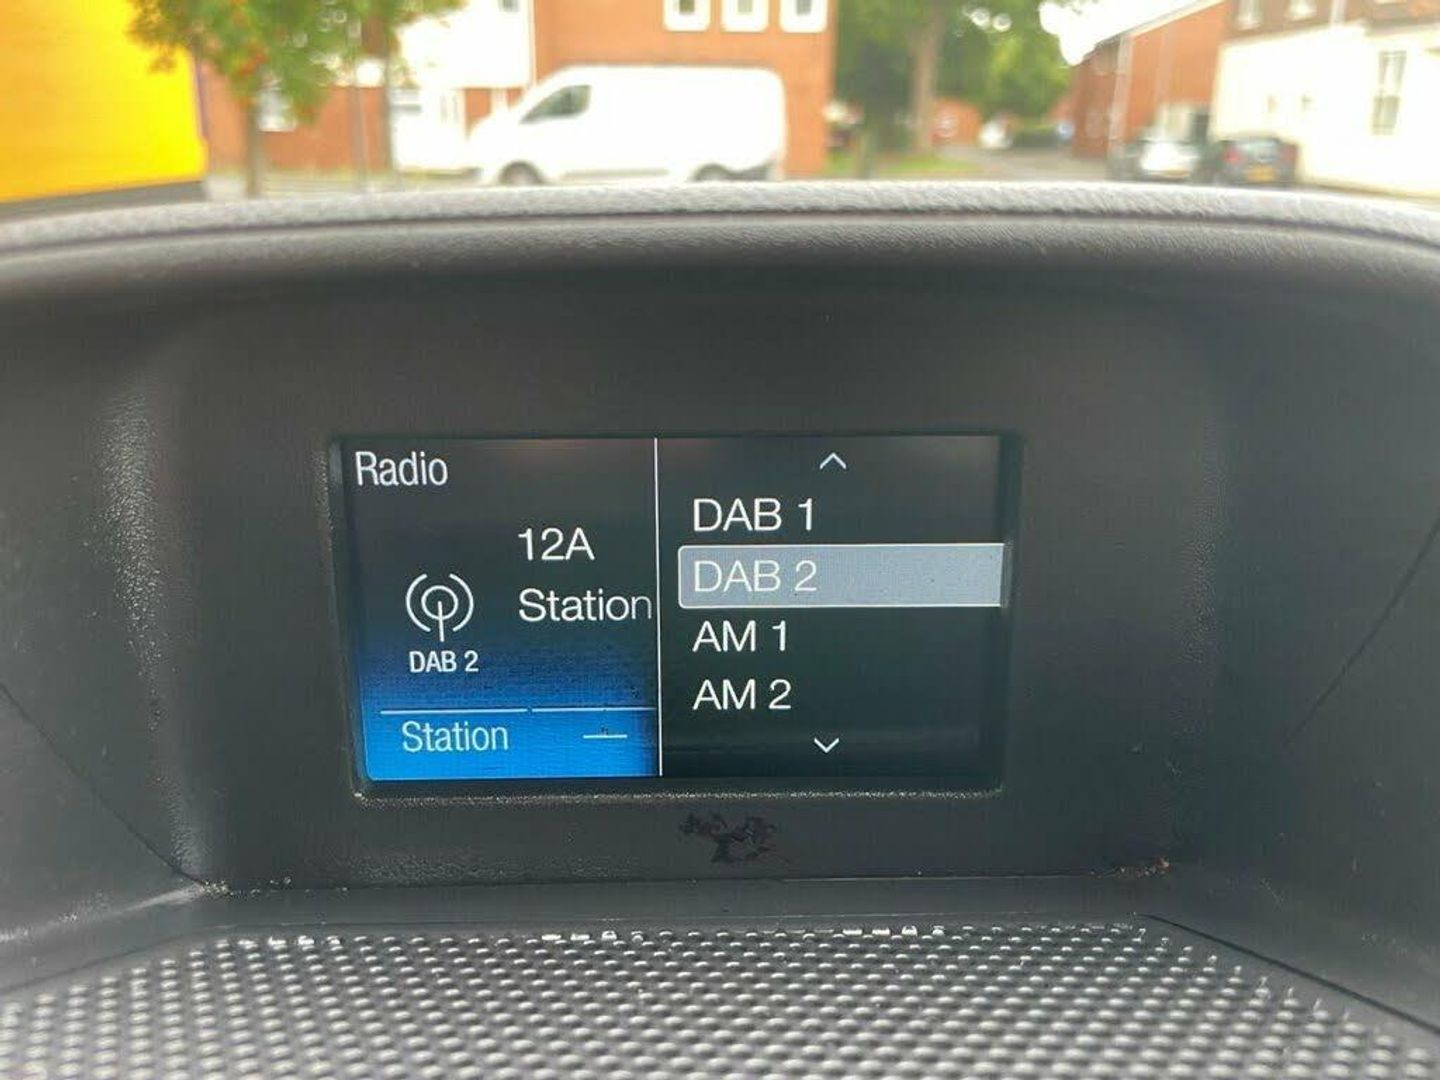 Radio
12A
Station
DAB 2
Station
DAB 1
DAB 2
AM 1
AM 2